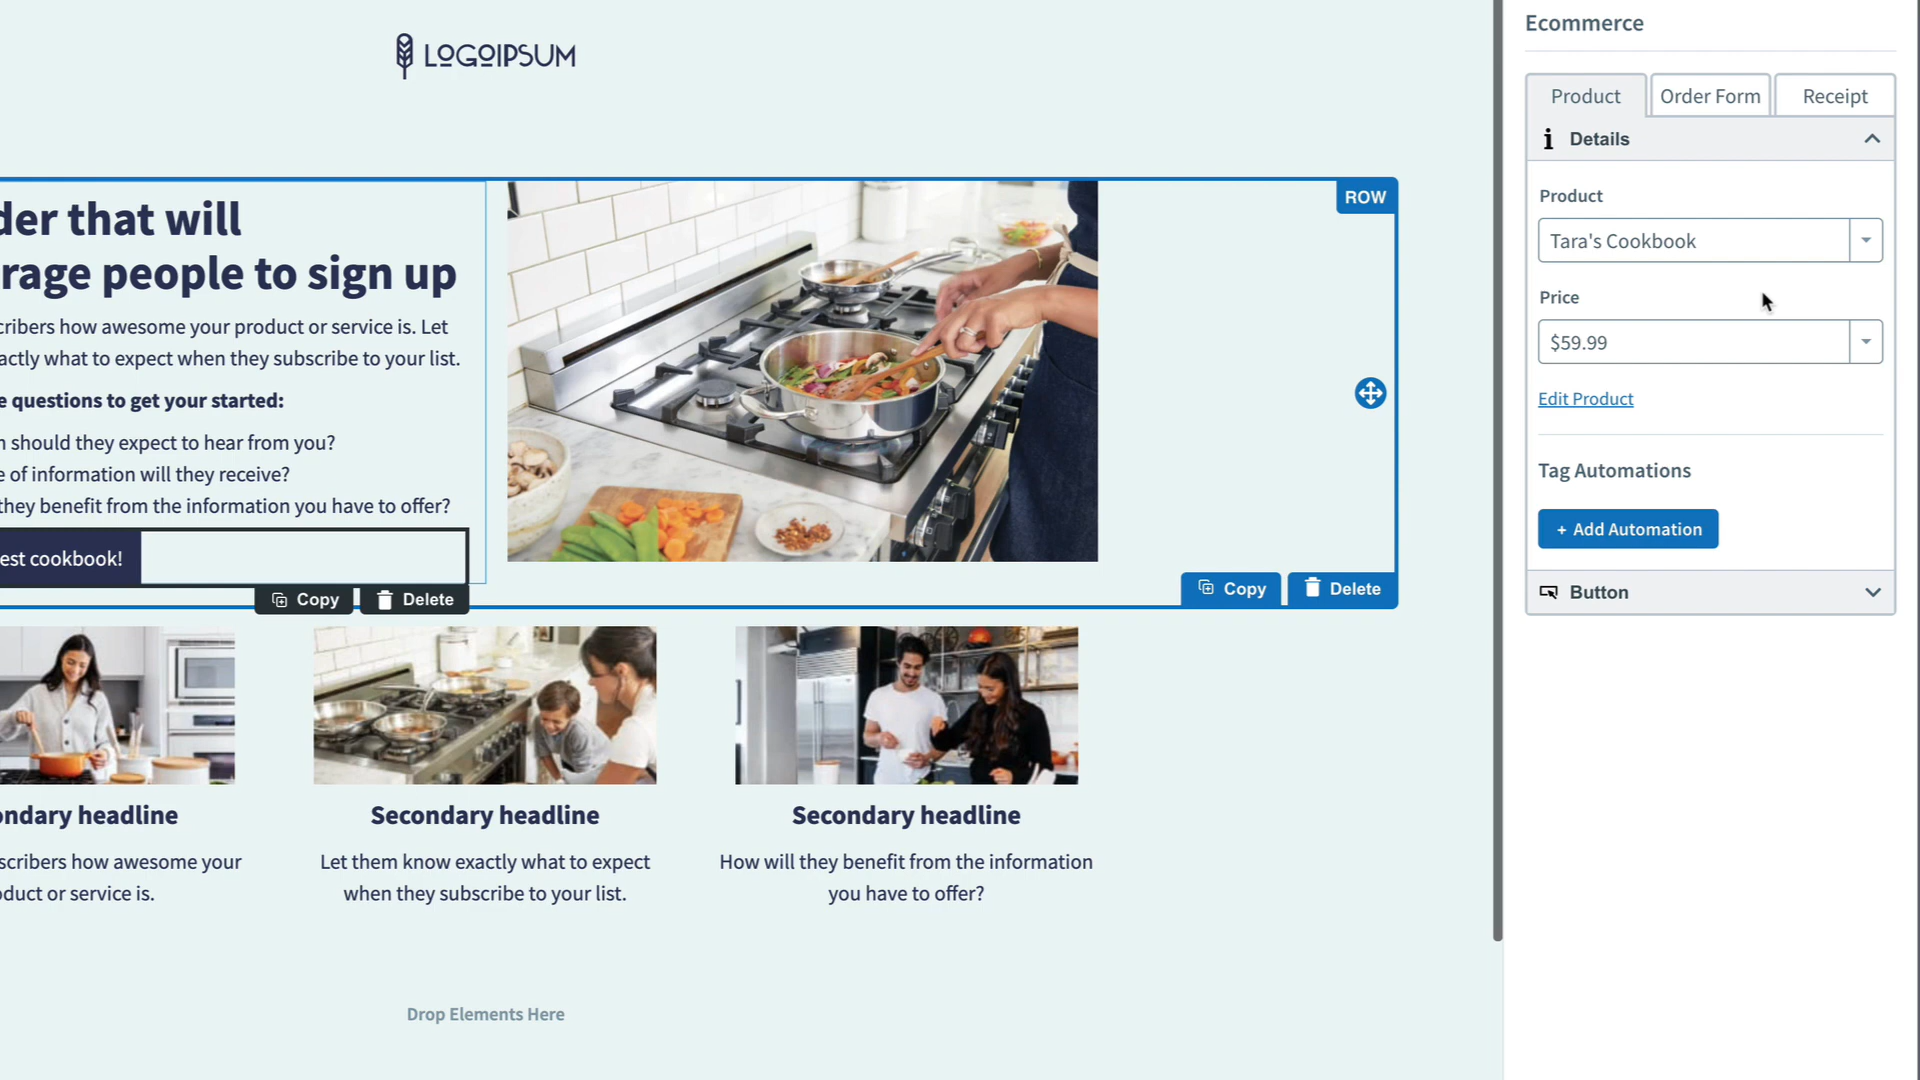 LOGOIPSUM
der that will
rage people to sign up
cribers how awesome your product or service is. Let
actly what to expect when they subscribe to your list.
e questions to get your started:
n should they expect to hear from you?
e of information will they receive?
they benefit from the information you have to offer?
est cookbook!
Copy
Delete
ROW
Copy
Delete
ondary headline
scribers how awesome your
oduct or service is.
Secondary headline
Let them know exactly what to expect
when they subscribe to your list.
Secondary headline
How will they benefit from the information
you have to offer?
Drop Elements Here
Ecommerce
Product
Order Form
Receipt
Details
Product
Tara's Cookbook
Price
$59.99
Edit Product
Tag Automations
+ Add Automation
Button